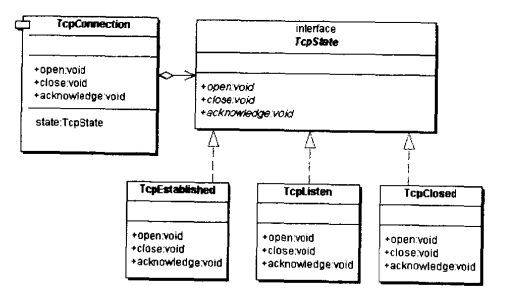 TcpConnection
+open:void
+close:void
+acknowledge:void
state:TcpState
interface
TcpState
+open:void
+close:void
+acknowledge:void
TcpEstablished
+open:void
+close:void
+acknowledge:void
TcpListen
+open:void
+close:void
+acknowledge:void
TcpClosed
+open:void
+close:void
+acknowledge:void